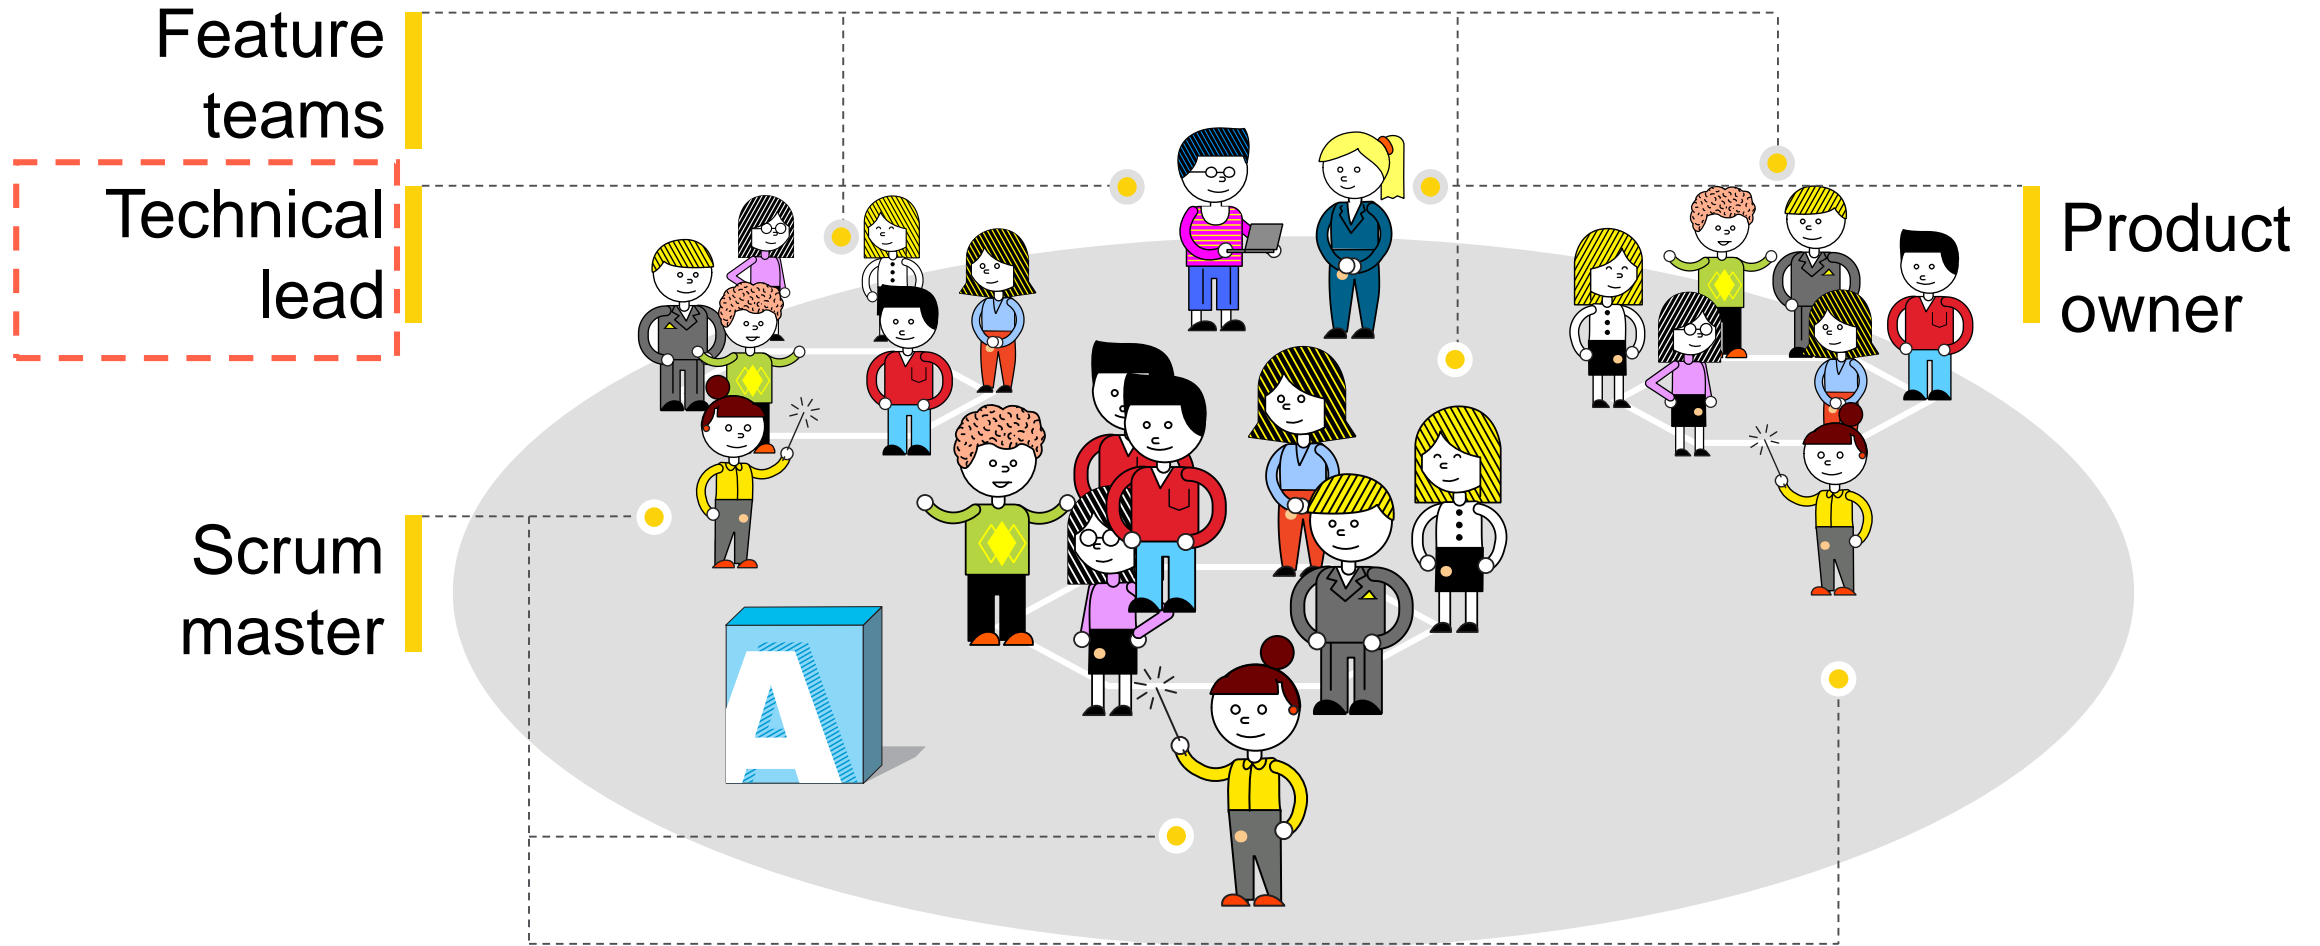 Feature
teams
Technical
lead
Product
owner
Scrum
master
A